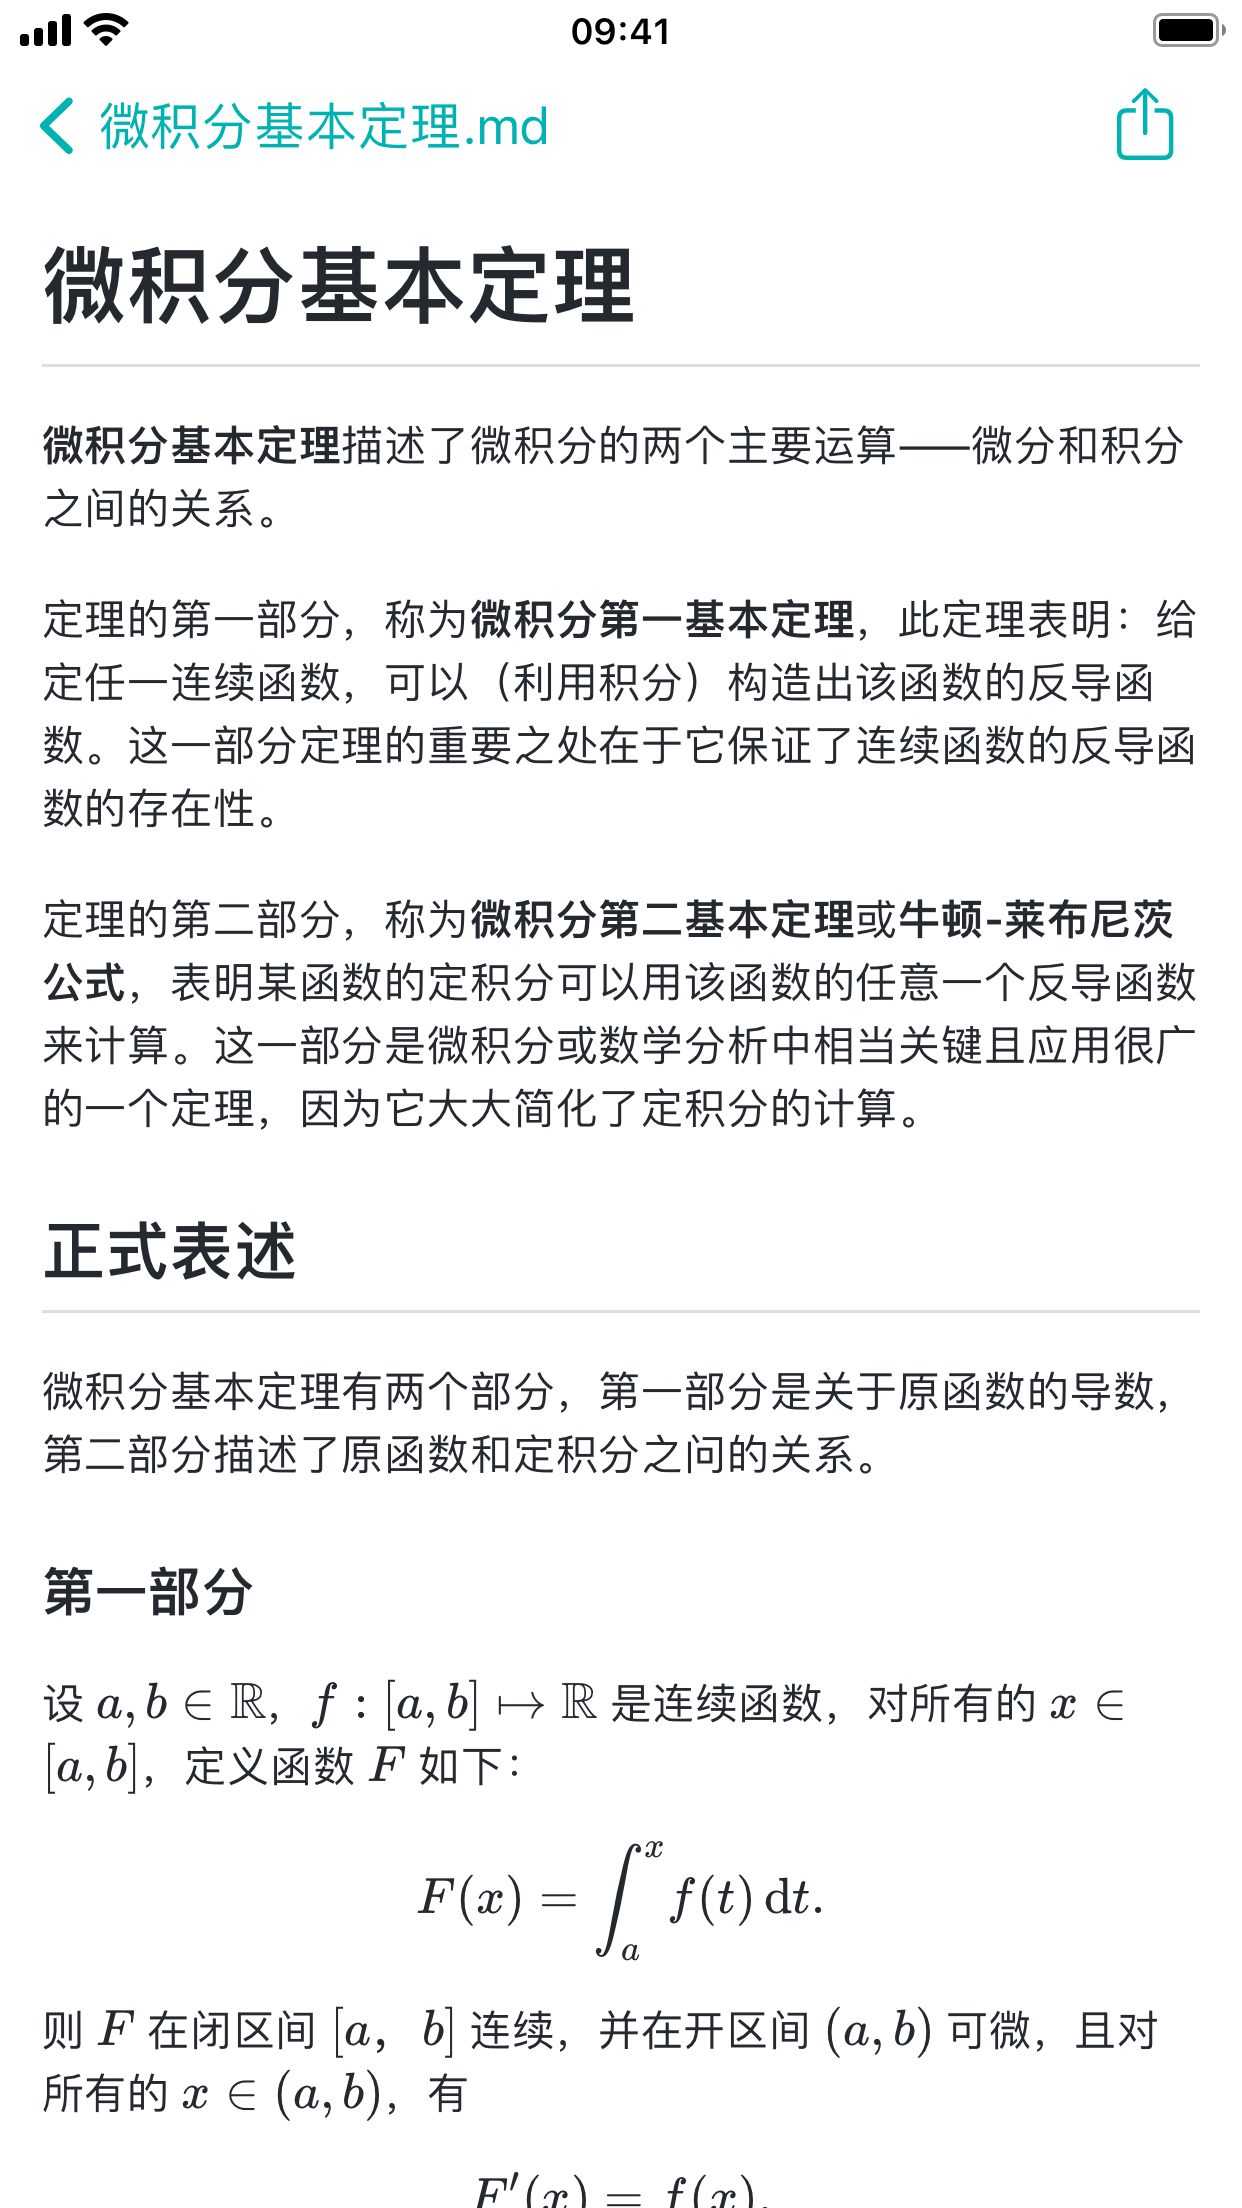 09:41
微积分基本定理.md
微积分基本定理
微积分基本定理描述了微积分的两个主要运算——微分和积分
之间的关系。
定理的第一部分，称为微积分第一基本定理，此定理表明：给
定任一连续函数，可以（利用积分）构造出该函数的反导函
数。这一部分定理的重要之处在于它保证了连续函数的反导函
数的存在性。
定理的第二部分，称为微积分第二基本定理或牛顿-莱布尼茨
公式，表明某函数的定积分可以用该函数的任意一个反导函数
来计算。这一部分是微积分或数学分析中相当关键且应用很广
的一个定理，因为它大大简化了定积分的计算。
正式表述
微积分基本定理有两个部分，第一部分是关于原函数的导数，
第二部分描述了原函数和定积分之问的关系。
第一部分
设 a, b ∈ ℝ，f : [a, b] ↦ ℝ 是连续函数，对所有的 x ∈
[a, b]，定义函数 F 如下：
F(x) = ∫ₐˣ f(t) dt.
则 F 在闭区间 [a，b] 连续，并在开区间 (a, b) 可微，且对
所有的 x ∈ (a, b)，有
F′(x) = f(x).